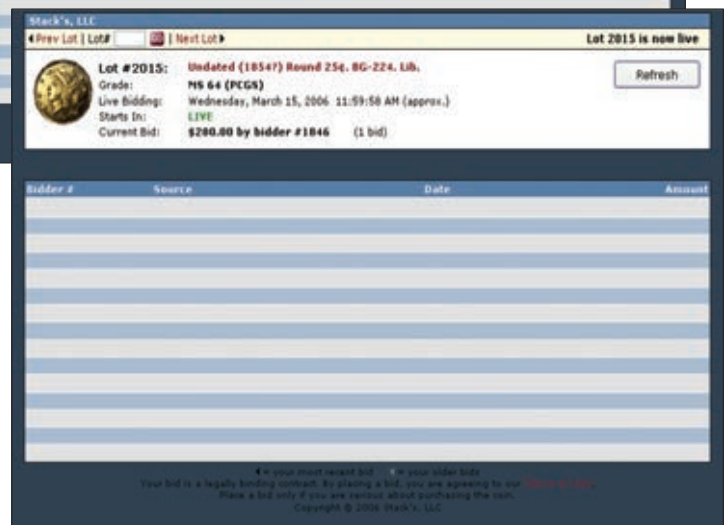 Stack's, LLC
Prev Lot | Lot# | Next Lot Lot 2015 is now live
Lot #2015: Undated (1854?) Round 25¢. BG-224. Lib.
Grade: MS 64 (PCGS)
Live Bidding: Wednesday, March 15, 2006 11:59:58 AM (approx.)
Starts In: LIVE
Current Bid: $280.00 by bidder #1846 (1 bid)
Refresh
Bidder # Source Date Amount
= your most recent bid = your older bids
Your bid is a legally binding contract. By placing a bid, you are agreeing to our
Place a bid only if you are serious about purchasing the coin.
Copyright © 2006 Stack's, LLC